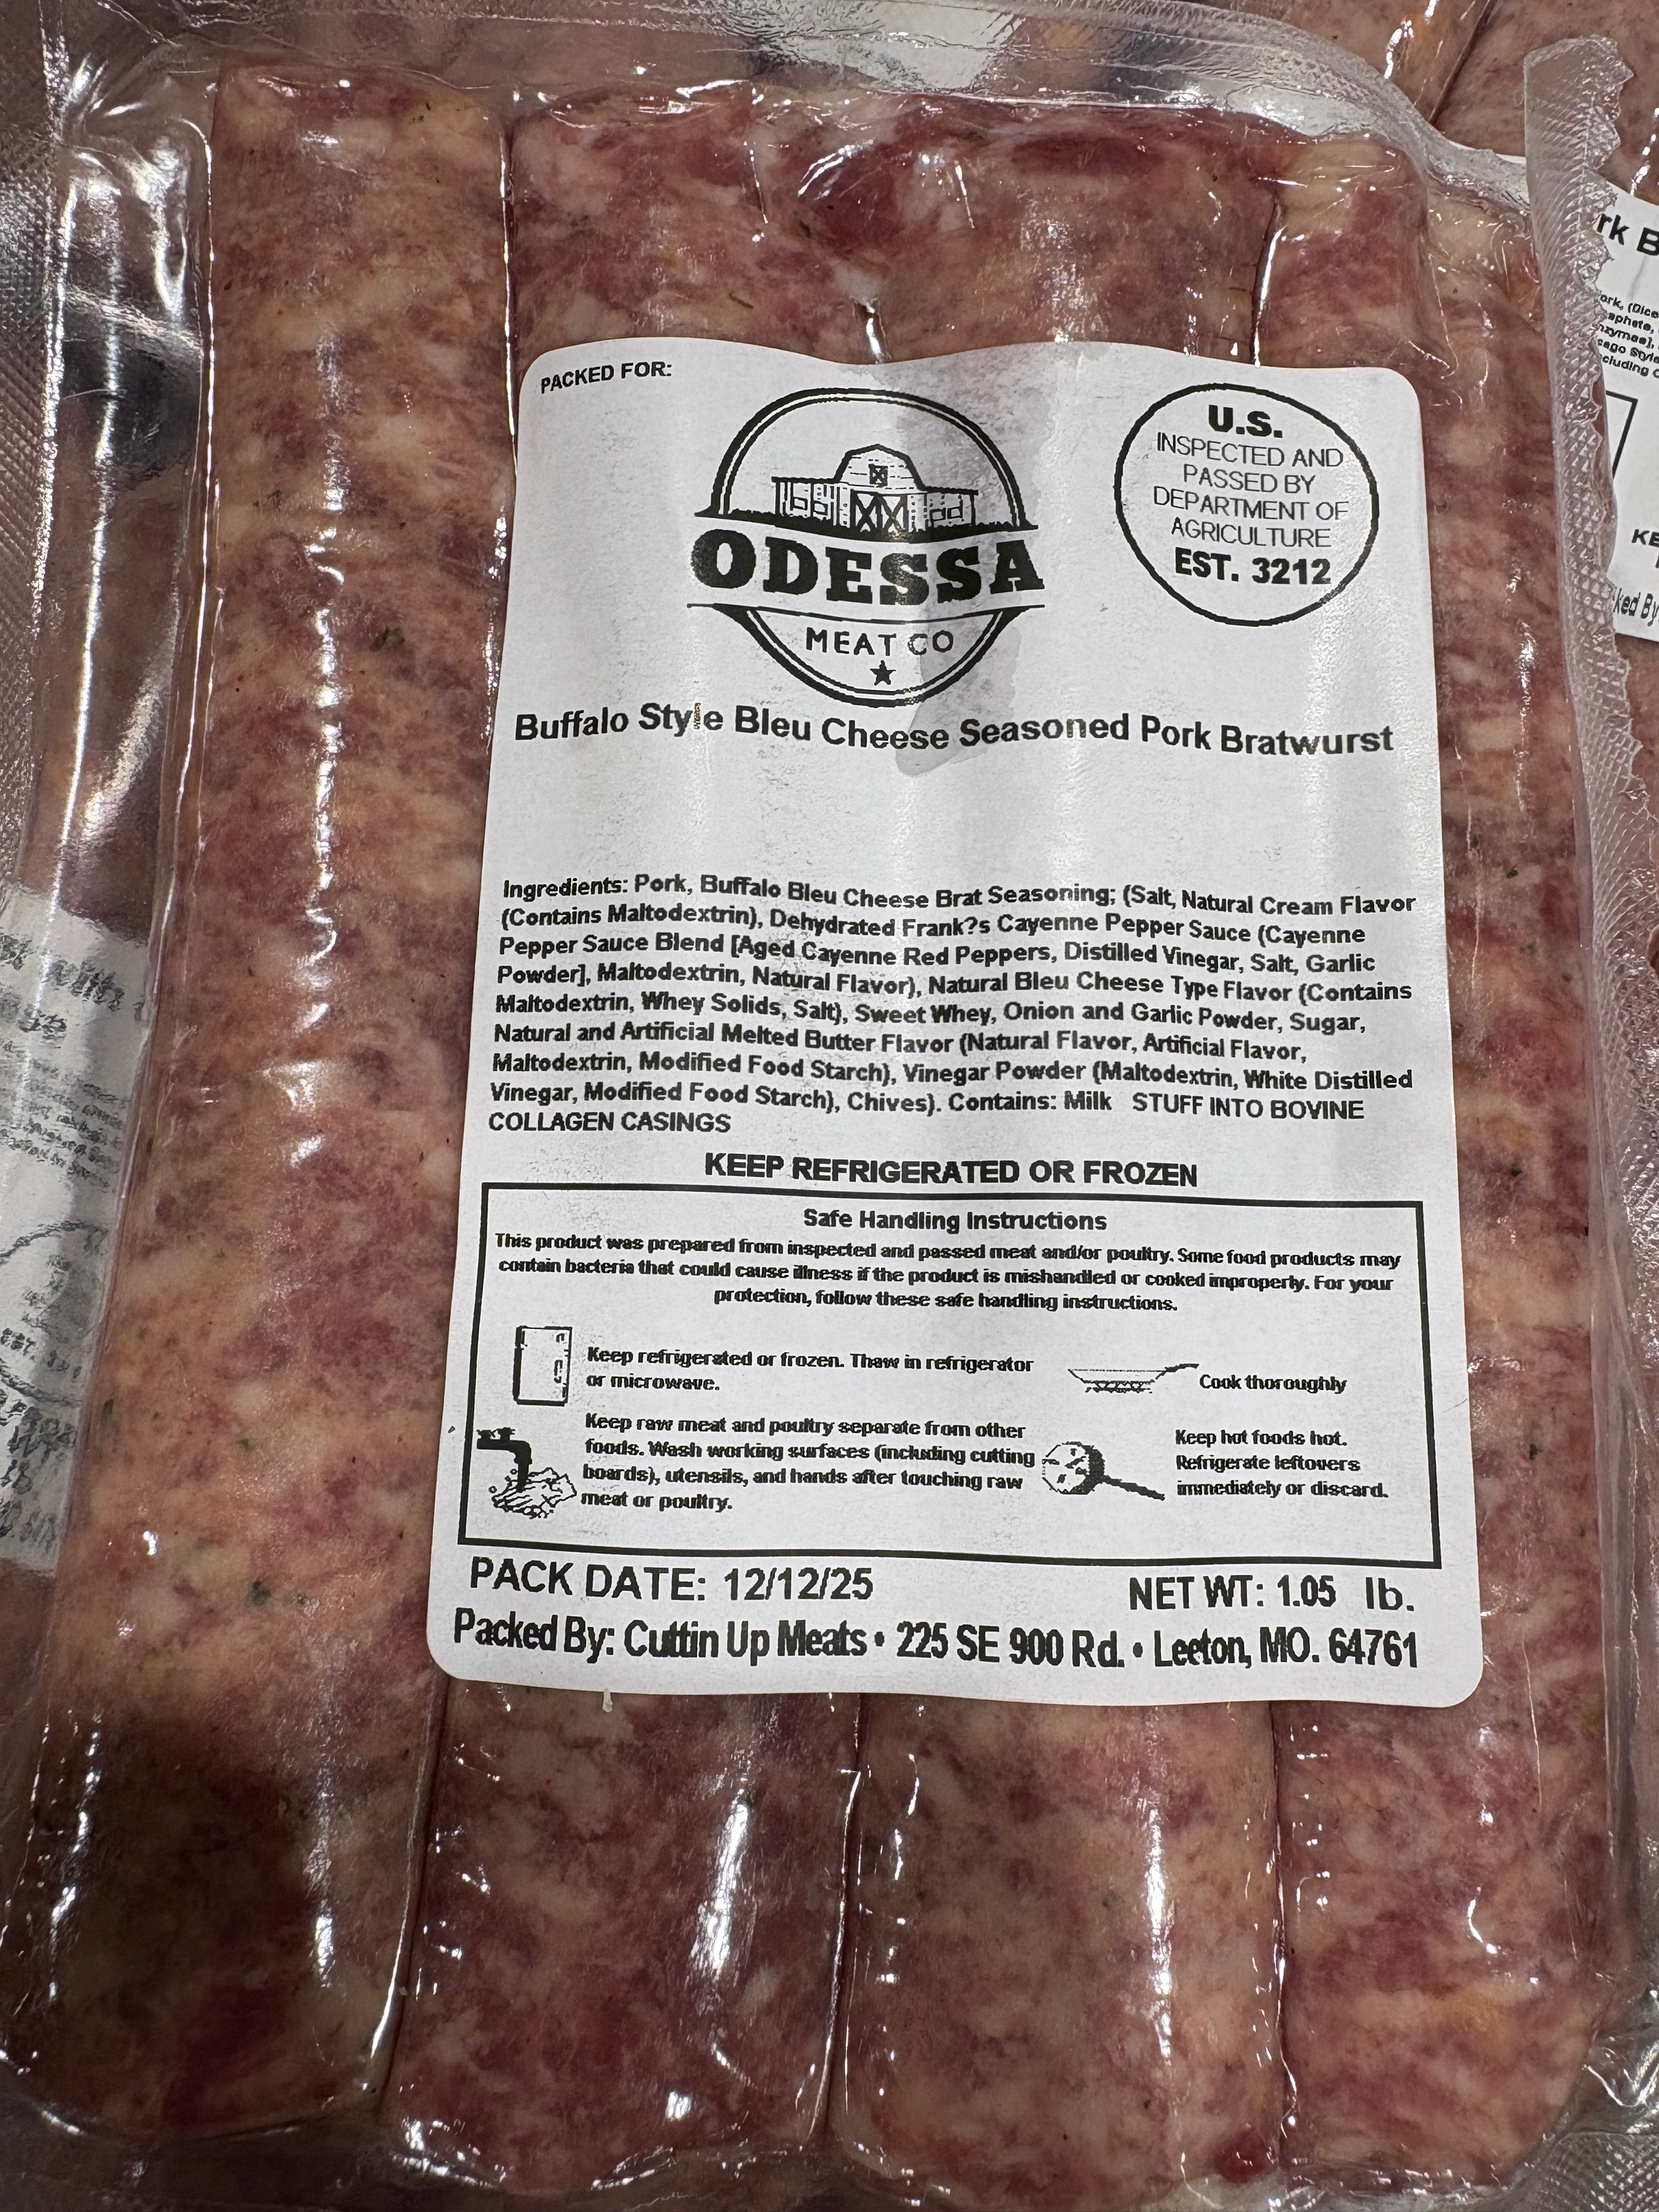 PACKED FOR:
ODESSA
MEAT CO
U.S.
INSPECTED AND
PASSED BY
DEPARTMENT OF
AGRICULTURE
EST. 3212
Buffalo Style Bleu Cheese Seasoned Pork Bratwurst
Ingredients: Pork, Buffalo Bleu Cheese Brat Seasoning; (Salt, Natural Cream Flavor
(Contains Maltodextrin), Dehydrated Frank?s Cayenne Pepper Sauce (Cayenne
Pepper Sauce Blend [Aged Cayenne Red Peppers, Distilled Vinegar, Salt, Garlic
Powder], Maltodextrin, Natural Flavor), Natural Bleu Cheese Type Flavor (Contains
Maltodextrin, Whey Solids, Salt), Sweet Whey, Onion and Garlic Powder, Sugar,
Natural and Artificial Melted Butter Flavor (Natural Flavor, Artificial Flavor,
Maltodextrin, Modified Food Starch), Vinegar Powder (Maltodextrin, White Distilled
Vinegar, Modified Food Starch), Chives). Contains: Milk STUFF INTO BOVINE
COLLAGEN CASINGS
KEEP REFRIGERATED OR FROZEN
Safe Handling Instructions
This product was prepared from inspected and passed meat and/or poultry. Some food products may
contain bacteria that could cause illness if the product is mishandled or cooked improperly. For your
protection, follow these safe handling instructions.
Keep refrigerated or frozen. Thaw in refrigerator
or microwave.
Cook thoroughly
Keep raw meat and poultry separate from other
foods. Wash working surfaces (including cutting
boards), utensils, and hands after touching raw
meat or poultry.
Keep hot foods hot.
Refrigerate leftovers
immediately or discard.
PACK DATE: 12/12/25
NET WT: 1.05 lb.
Packed By: Cuttin Up Meats • 225 SE 900 Rd. • Leeton, MO. 64761